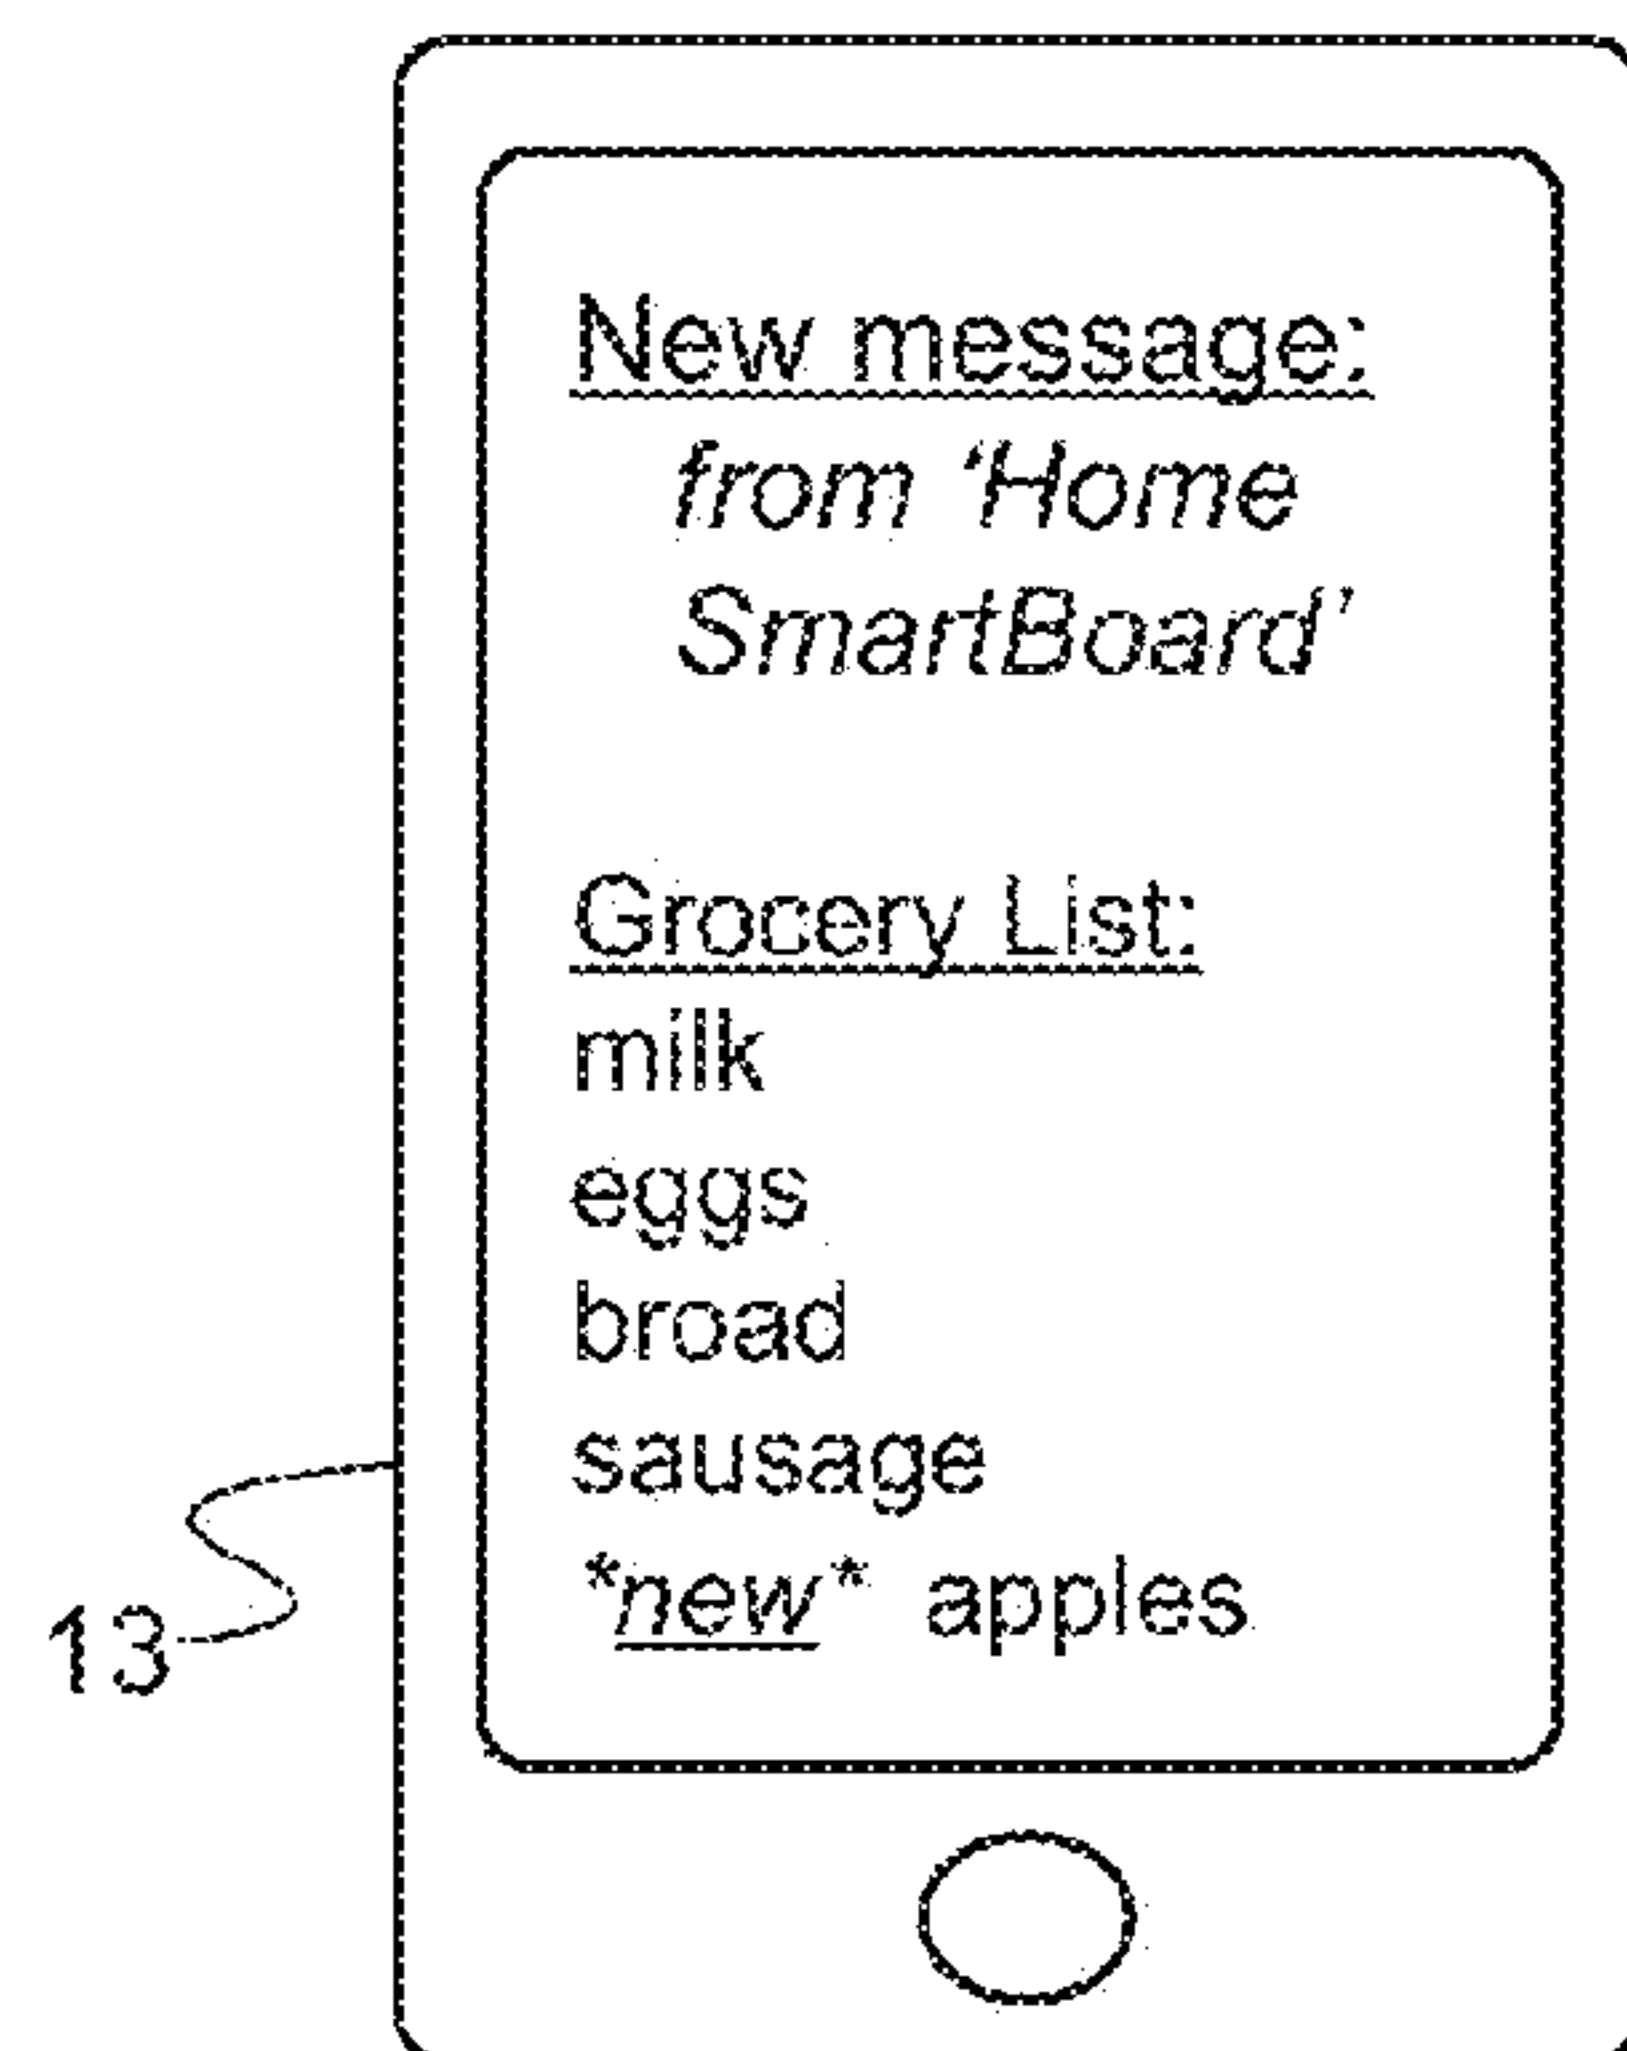 New message:
from ‘Home
SmartBoard’
Grocery List:
milk
eggs
broad
sausage
*new* apples
13